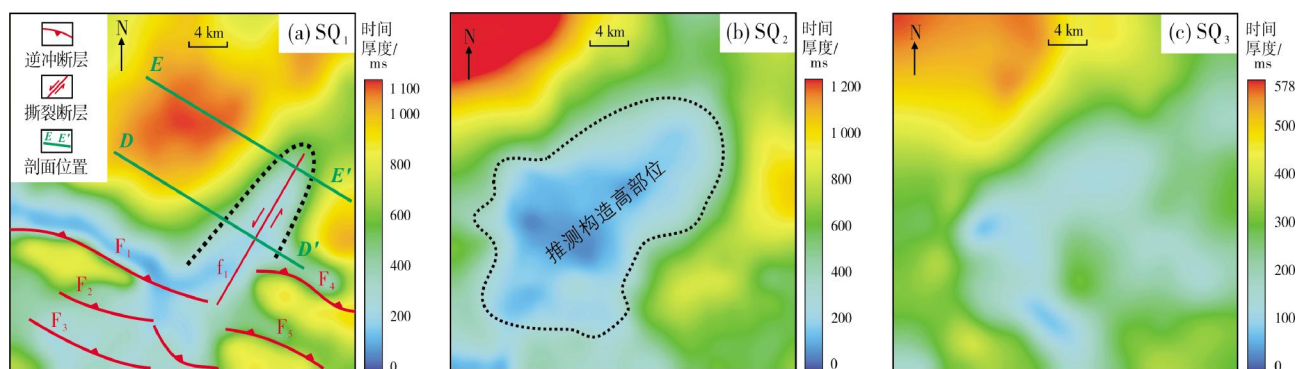 逆冲断层
撕裂断层
E E'
剖面位置
N
4 km
(a) SQ₁
E
D
E'
D'
F₁
F₂
F₃
F₄
F₅
f₁
时间
厚度/
ms
1 100
1 000
800
600
400
200
0
N
4 km
(b) SQ₂
推测构造高部位
时间
厚度/
ms
1 200
1 000
800
600
400
200
0
N
4 km
(c) SQ₃
时间
厚度/
ms
578
500
400
300
200
100
0